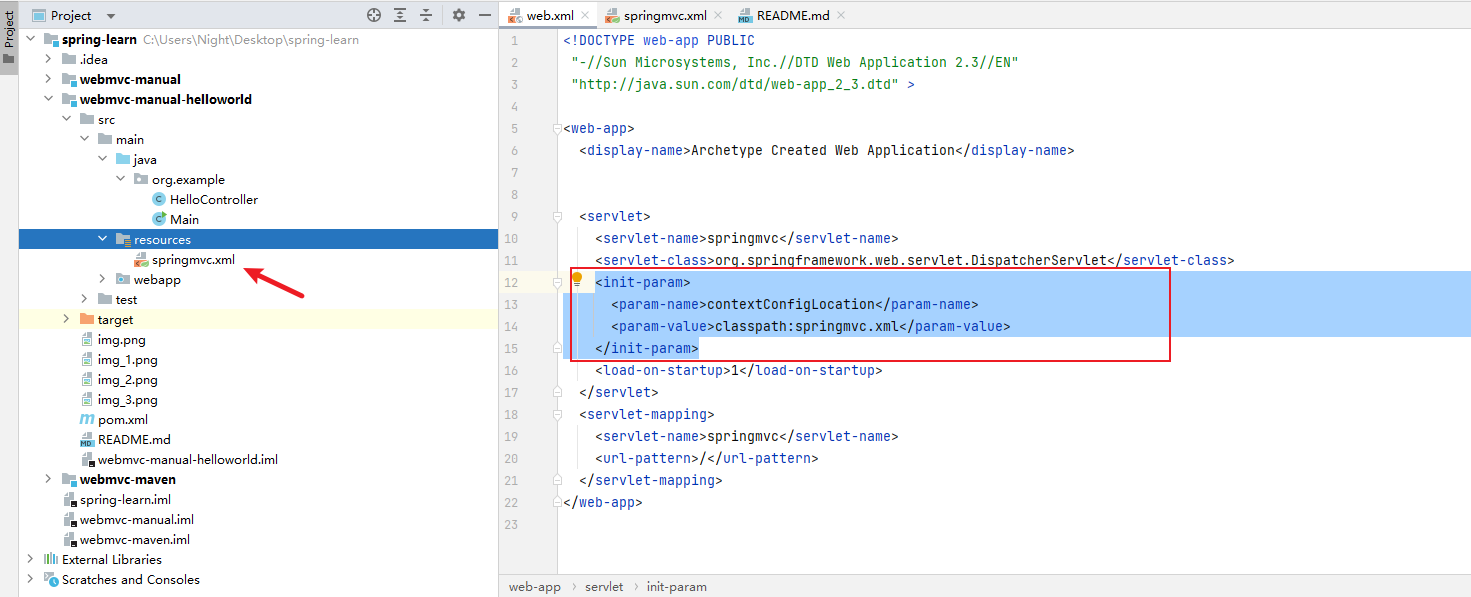 Project
Project
spring-learn C:\Users\Night\Desktop\spring-learn
.idea
webmvc-manual
webmvc-manual-helloworld
src
main
java
org.example
HelloController
Main
resources
springmvc.xml
webapp
test
target
img.png
img_1.png
img_2.png
img_3.png
pom.xml
README.md
webmvc-manual-helloworld.iml
webmvc-maven
spring-learn.iml
webmvc-manual.iml
webmvc-maven.iml
External Libraries
Scratches and Consoles
web.xml springmvc.xml README.md
1 <!DOCTYPE web-app PUBLIC
2 "-//Sun Microsystems, Inc.//DTD Web Application 2.3//EN"
3 "http://java.sun.com/dtd/web-app_2_3.dtd" >
4
5 <web-app>
6 <display-name>Archetype Created Web Application</display-name>
7
8
9 <servlet>
10 <servlet-name>springmvc</servlet-name>
11 <servlet-class>org.springframework.web.servlet.DispatcherServlet</servlet-class>
12 <init-param>
13 <param-name>contextConfigLocation</param-name>
14 <param-value>classpath:springmvc.xml</param-value>
15 </init-param>
16 <load-on-startup>1</load-on-startup>
17 </servlet>
18 <servlet-mapping>
19 <servlet-name>springmvc</servlet-name>
20 <url-pattern>/</url-pattern>
21 </servlet-mapping>
22 </web-app>
23
web-app › servlet › init-param